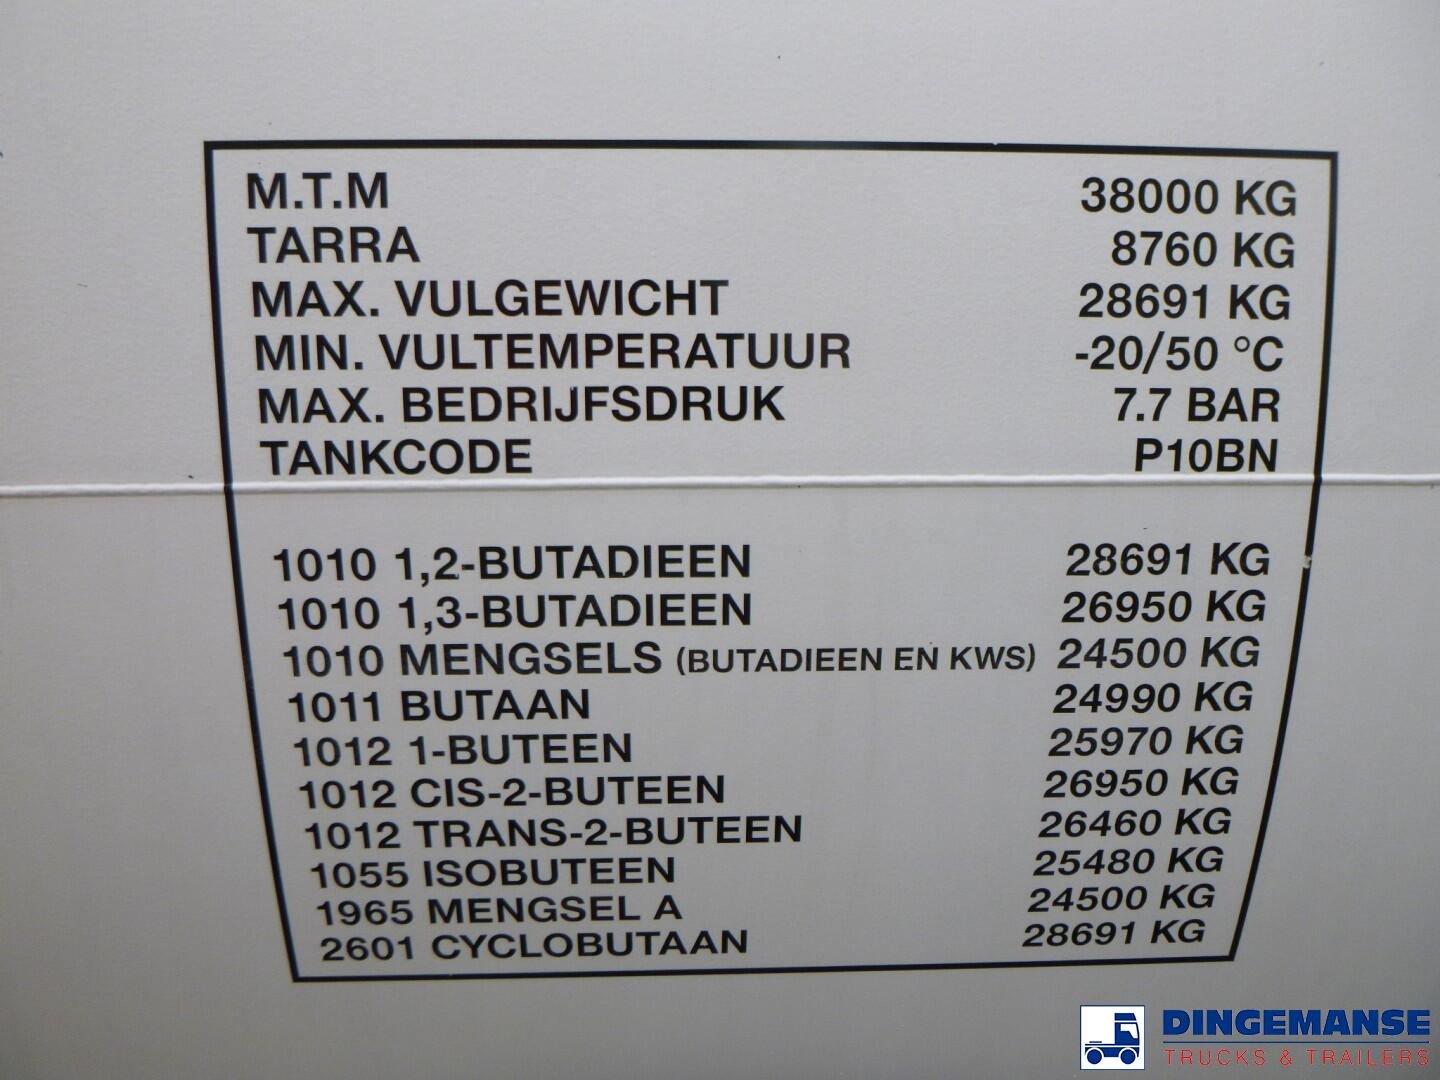 M.T.M 38000 KG
TARRA 8760 KG
MAX. VULGEWICHT 28691 KG
MIN. VULTEMPERATUUR -20/50 °C
MAX. BEDRIJFSDRUK 7.7 BAR
TANKCODE P10BN
1010 1,2-BUTADIEEN 28691 KG
1010 1,3-BUTADIEEN 26950 KG
1010 MENGSELS (BUTADIEEN EN KWS) 24500 KG
1011 BUTAAN 24990 KG
1012 1-BUTEEN 25970 KG
1012 CIS-2-BUTEEN 26950 KG
1012 TRANS-2-BUTEEN 26460 KG
1055 ISOBUTEEN 25480 KG
1965 MENGSEL A 24500 KG
2601 CYCLOBUTAAN 28691 KG
DINGEMANSE
TRUCKS & TRAILERS